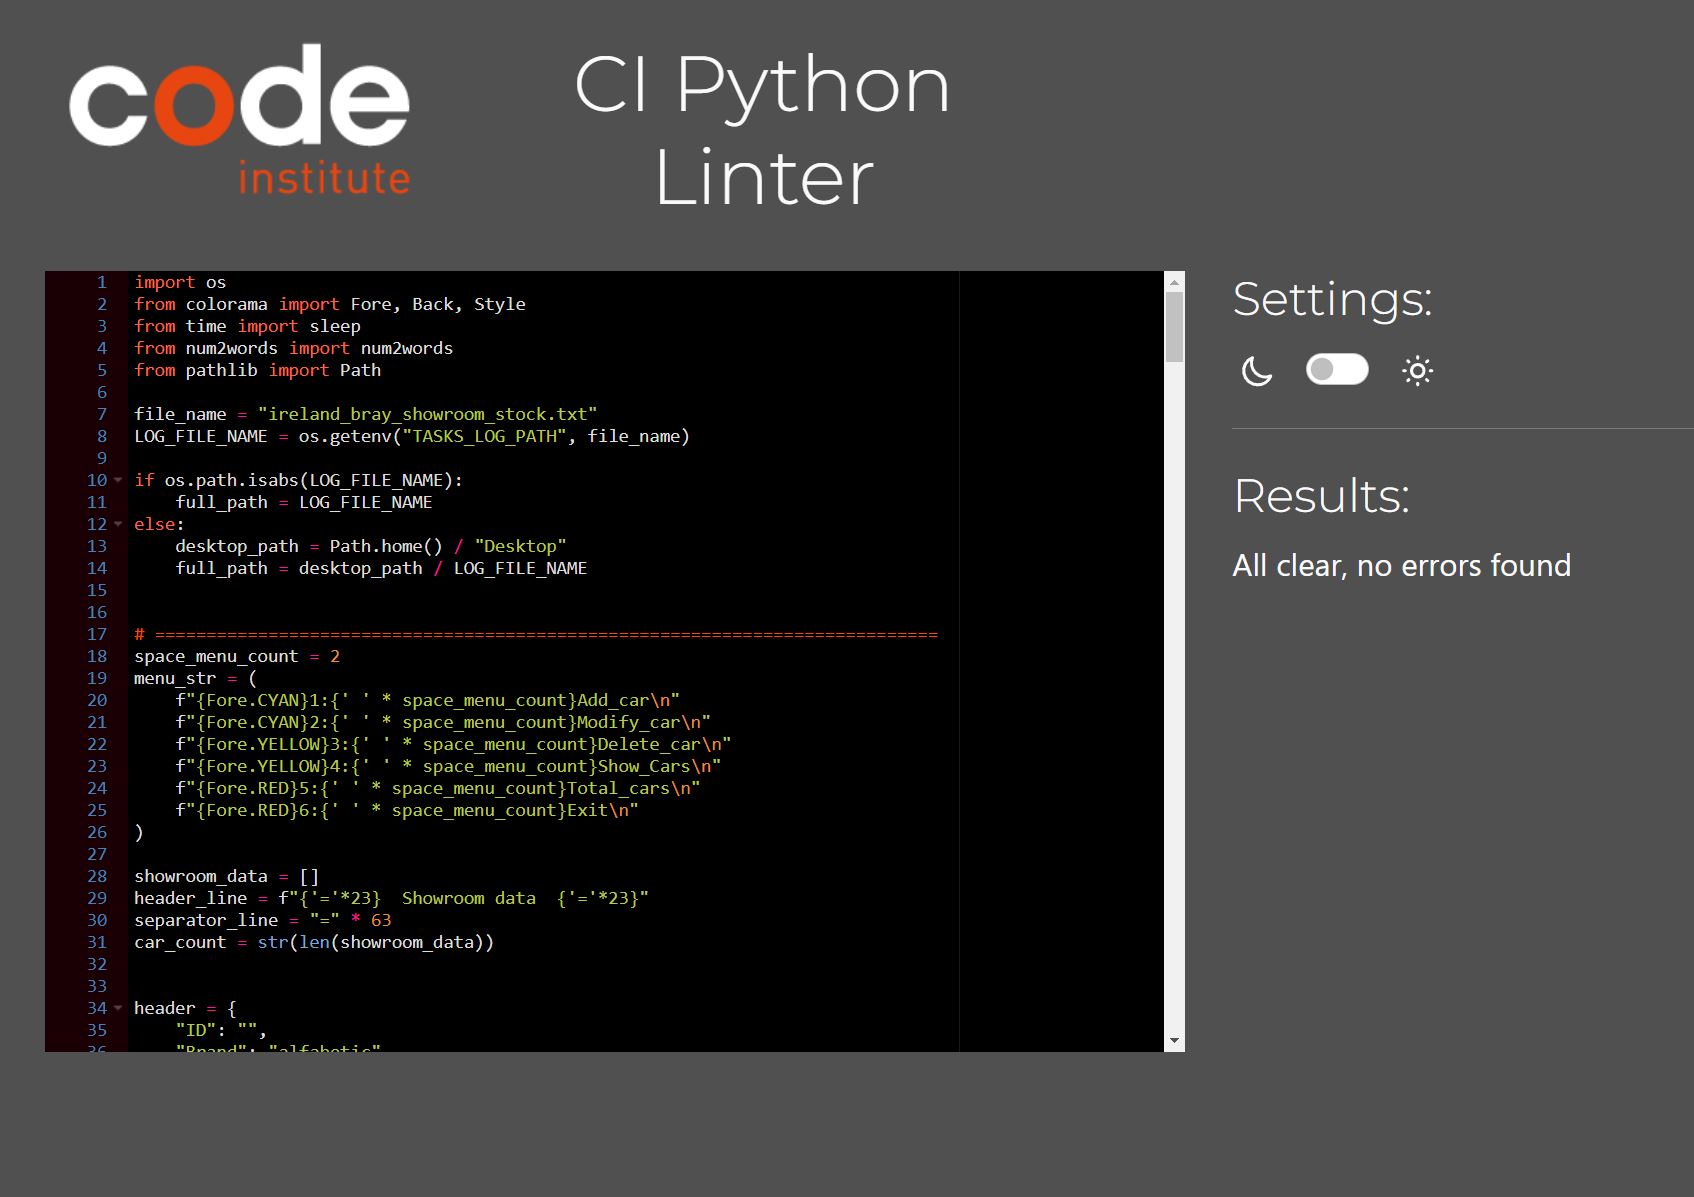 code
institute
CI Python
Linter
1 import os
2 from colorama import Fore, Back, Style
3 from time import sleep
4 from num2words import num2words
5 from pathlib import Path
6
7 file_name = "ireland_bray_showroom_stock.txt"
8 LOG_FILE_NAME = os.getenv("TASKS_LOG_PATH", file_name)
9
10 if os.path.isabs(LOG_FILE_NAME):
11     full_path = LOG_FILE_NAME
12 else:
13     desktop_path = Path.home() / "Desktop"
14     full_path = desktop_path / LOG_FILE_NAME
15
16
17 # ============================================================================
18 space_menu_count = 2
19 menu_str = (
20     f"{Fore.CYAN}1:{' ' * space_menu_count}Add_car\n"
21     f"{Fore.CYAN}2:{' ' * space_menu_count}Modify_car\n"
22     f"{Fore.YELLOW}3:{' ' * space_menu_count}Delete_car\n"
23     f"{Fore.YELLOW}4:{' ' * space_menu_count}Show_Cars\n"
24     f"{Fore.RED}5:{' ' * space_menu_count}Total_cars\n"
25     f"{Fore.RED}6:{' ' * space_menu_count}Exit\n"
26 )
27
28 showroom_data = []
29 header_line = f"{'='*23}  Showroom data  {'='*23}"
30 separator_line = "=" * 63
31 car_count = str(len(showroom_data))
32
33
34 header = {
35     "ID": "",
36     "Brand": "alfabetic"
Settings:
Results:
All clear, no errors found